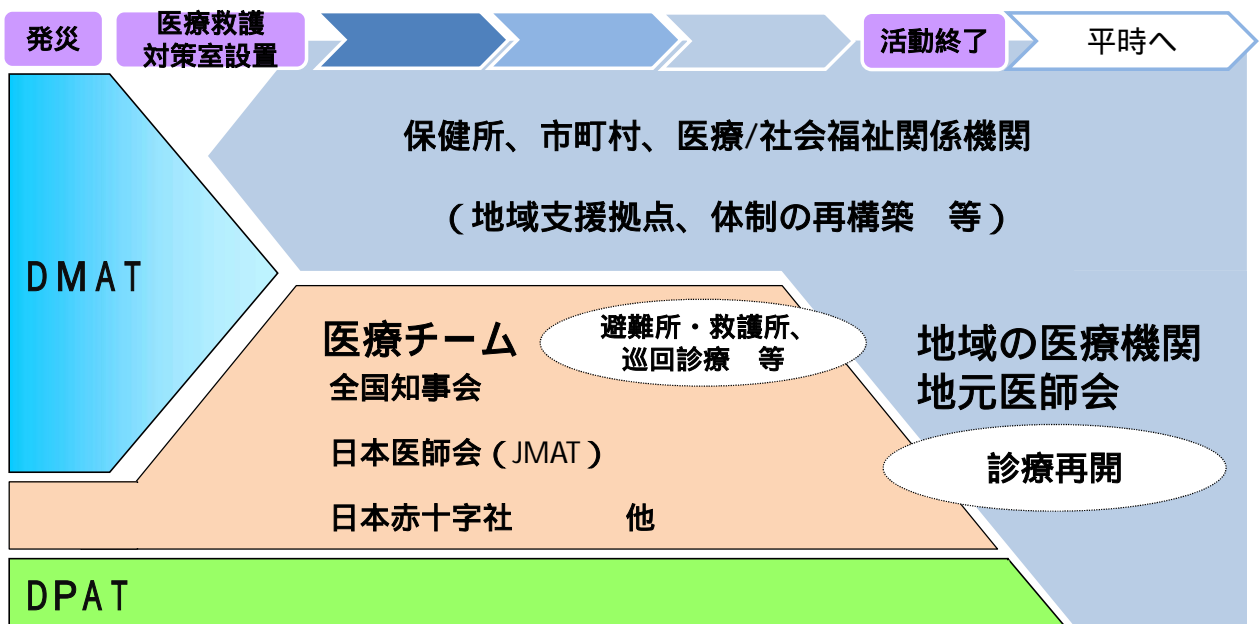 発災
医療救護
対策室設置
活動終了
平時へ
保健所、市町村、医療/社会福祉関係機関
（地域支援拠点、体制の再構築　等）
DMAT
医療チーム
避難所・救護所、
巡回診療　等
全国知事会
日本医師会（JMAT）
日本赤十字社　他
地域の医療機関
地元医師会
診療再開
DPAT